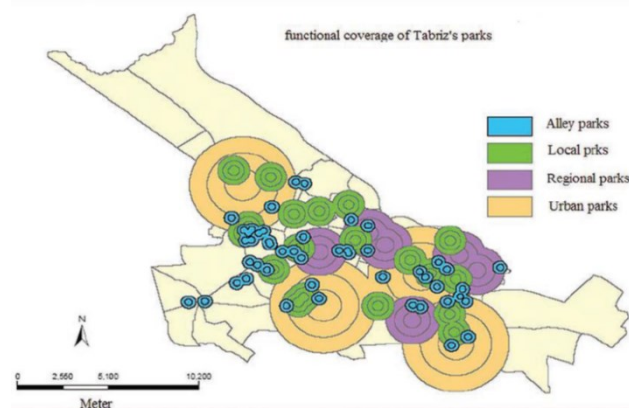 functional coverage of Tabriz's parks
Alley parks
Local prks
Regional parks
Urban parks
N
0 2,550 5,100 10,200
Meter